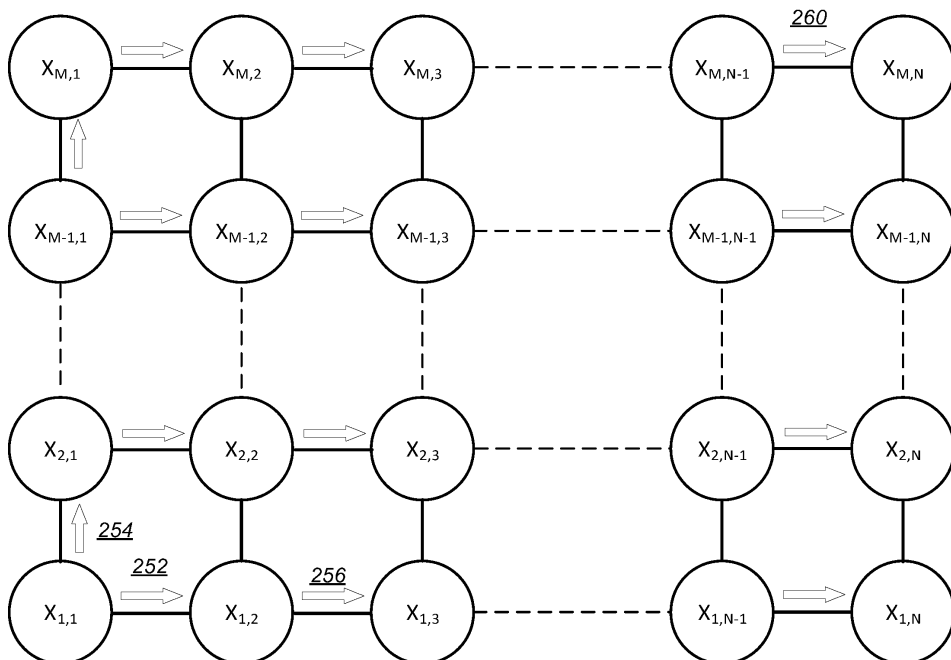 260
X_{M,1} X_{M,2} X_{M,3} X_{M,N-1} X_{M,N}
X_{M-1,1} X_{M-1,2} X_{M-1,3} X_{M-1,N-1} X_{M-1,N}
X_{2,1} X_{2,2} X_{2,3} X_{2,N-1} X_{2,N}
254
252 256
X_{1,1} X_{1,2} X_{1,3} X_{1,N-1} X_{1,N}